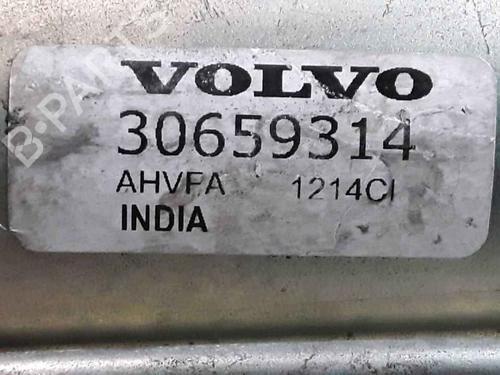 VOLVO
30659314
AHVFA 1214CI
INDIA
B-PARTS